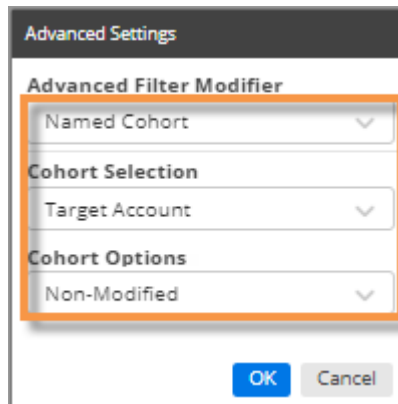 Advanced Settings
Advanced Filter Modifier
Named Cohort
Cohort Selection
Target Account
Cohort Options
Non-Modified
OK Cancel